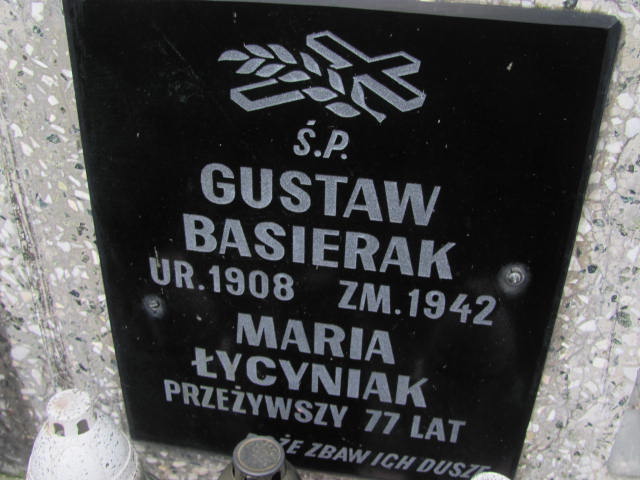 Ś.P.
GUSTAW
BASIERAK
UR.1908 ZM.1942
MARIA
ŁYCYNIAK
PRZEŻYWSZY 77 LAT
ZBAW ICH DUSZE